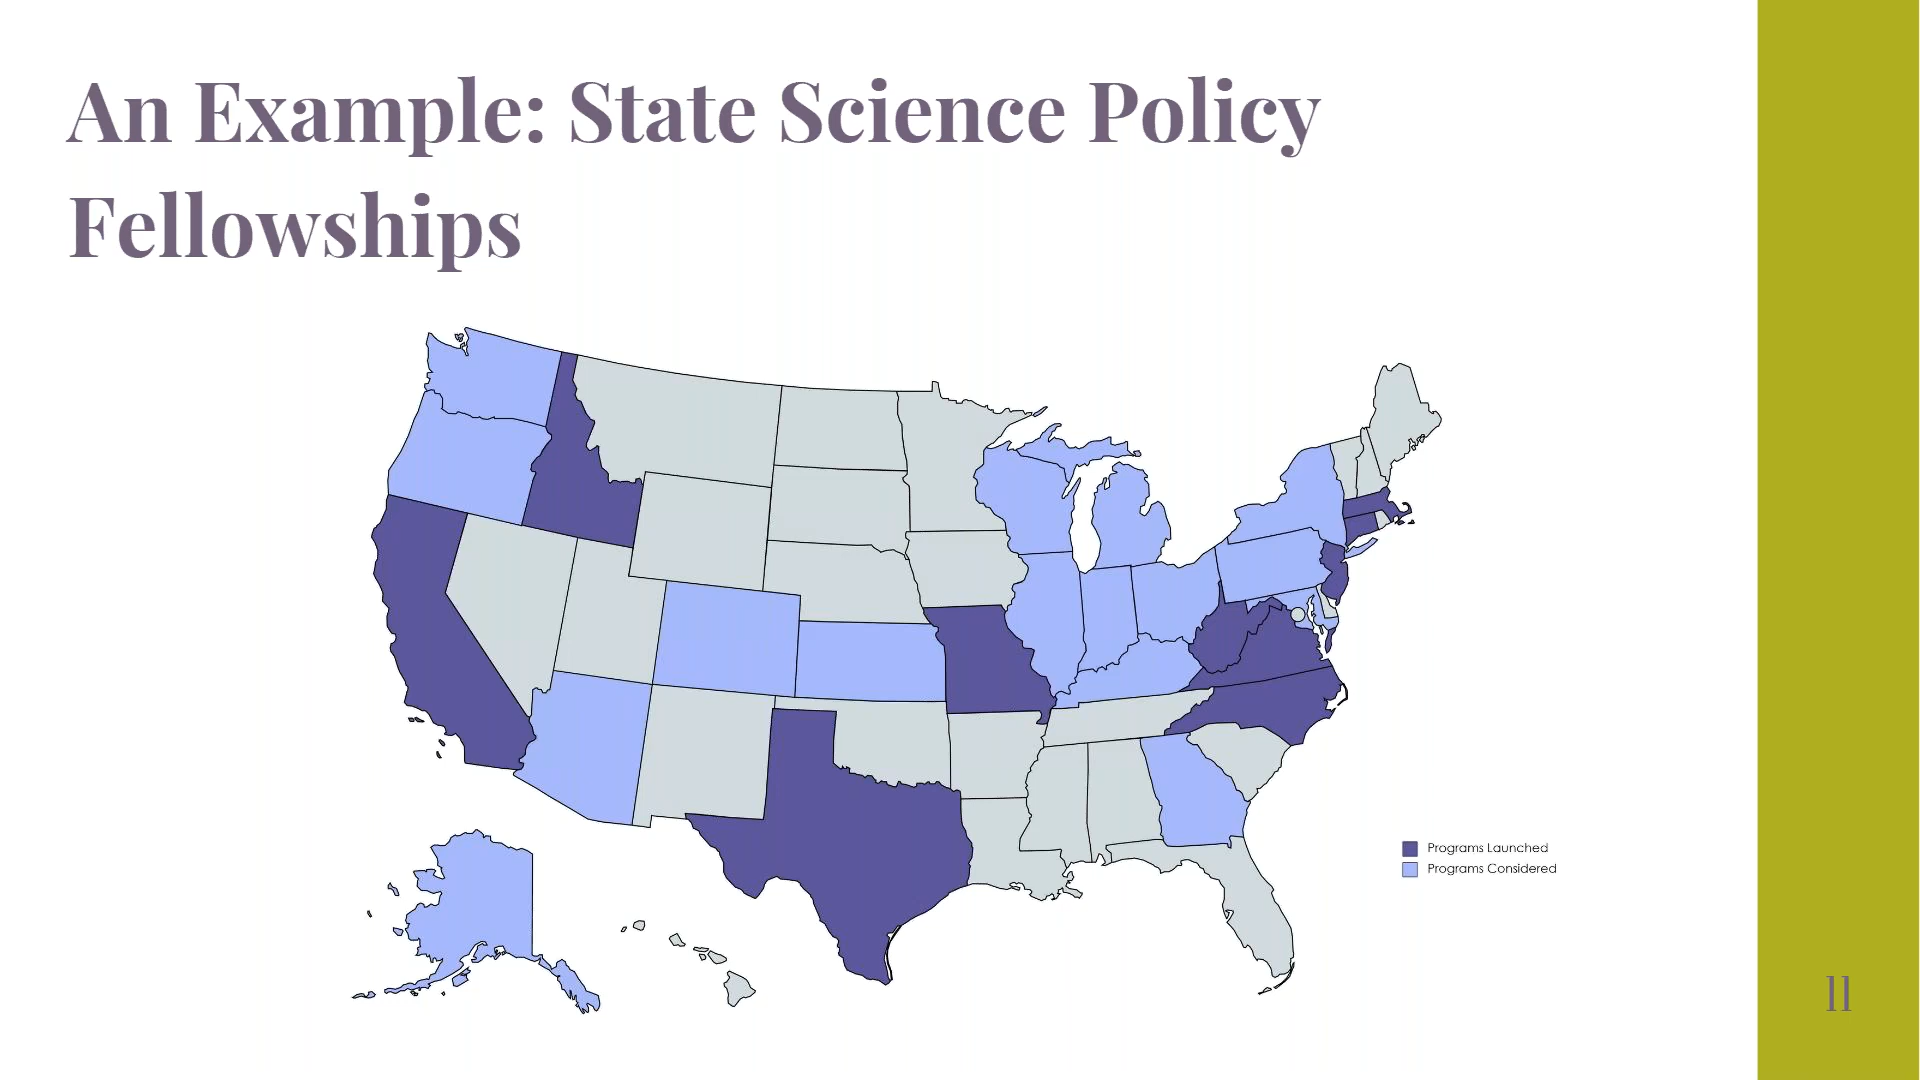 An Example: State Science Policy
Fellowships
Programs Launched
Programs Considered
11